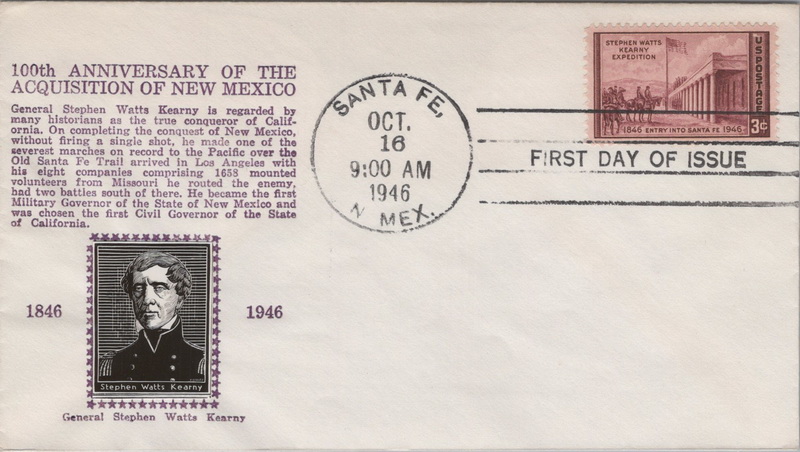 100th ANNIVERSARY OF THE
ACQUISITION OF NEW MEXICO
General Stephen Watts Kearny is regarded by
many historians as the true conqueror of Calif-
ornia. On completing the conquest of New Mexico,
without firing a single shot, he made one of the
severest marches on record to the Pacific over the
Old Santa Fe Trail arrived in Los Angeles with
his eight companies comprising 1658 mounted
volunteers from Missouri he routed the enemy,
had two battles south of there. He became the first
Military Governor of the State of New Mexico and
was chosen the first Civil Governor of the State
of California.
1846
1946
Stephen Watts Kearny
General Stephen Watts Kearny
SANTA FE,
OCT.
16
9:00 AM
1946
N MEX.
STEPHEN WATTS
KEARNY
EXPEDITION
U S POSTAGE
1846 ENTRY INTO SANTA FE 1946
3¢
FIRST DAY OF ISSUE